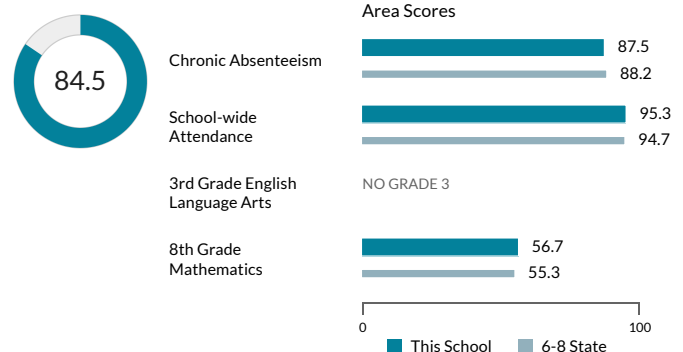 Area Scores
84.5
Chronic Absenteeism
87.5
88.2
School-wide
Attendance
95.3
94.7
3rd Grade English
Language Arts
NO GRADE 3
8th Grade
Mathematics
56.7
55.3
0
100
This School
6-8 State